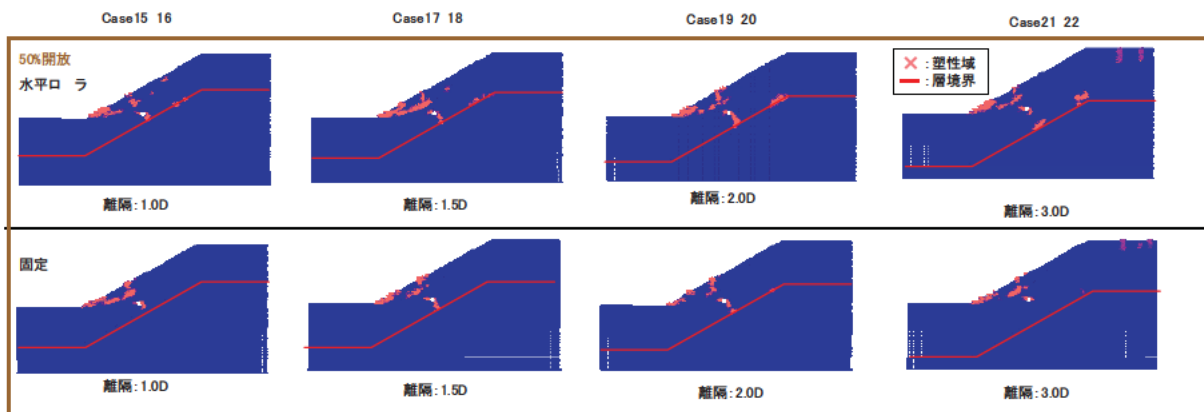 Case15 16
Case17 18
Case19 20
Case21 22
50%開放
水平ロ ラ
×:塑性域
:層境界
離隔:1.0D
離隔:1.5D
離隔:2.0D
離隔:3.0D
固定
離隔:1.0D
離隔:1.5D
離隔:2.0D
離隔:3.0D